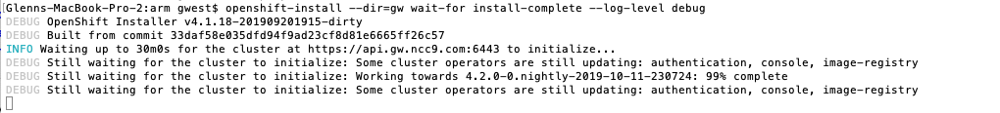 [Glenns-MacBook-Pro-2:arm gwest$ openshift-install --dir=gw wait-for install-complete --log-level debug
DEBUG OpenShift Installer v4.1.18-201909201915-dirty
DEBUG Built from commit 33daf58e035dfd94f9ad23cf8d81e6665ff26c57
INFO Waiting up to 30m0s for the cluster at https://api.gw.ncc9.com:6443 to initialize...
DEBUG Still waiting for the cluster to initialize: Some cluster operators are still updating: authentication, console, image-registry
DEBUG Still waiting for the cluster to initialize: Working towards 4.2.0-0.nightly-2019-10-11-230724: 99% complete
DEBUG Still waiting for the cluster to initialize: Some cluster operators are still updating: authentication, console, image-registry